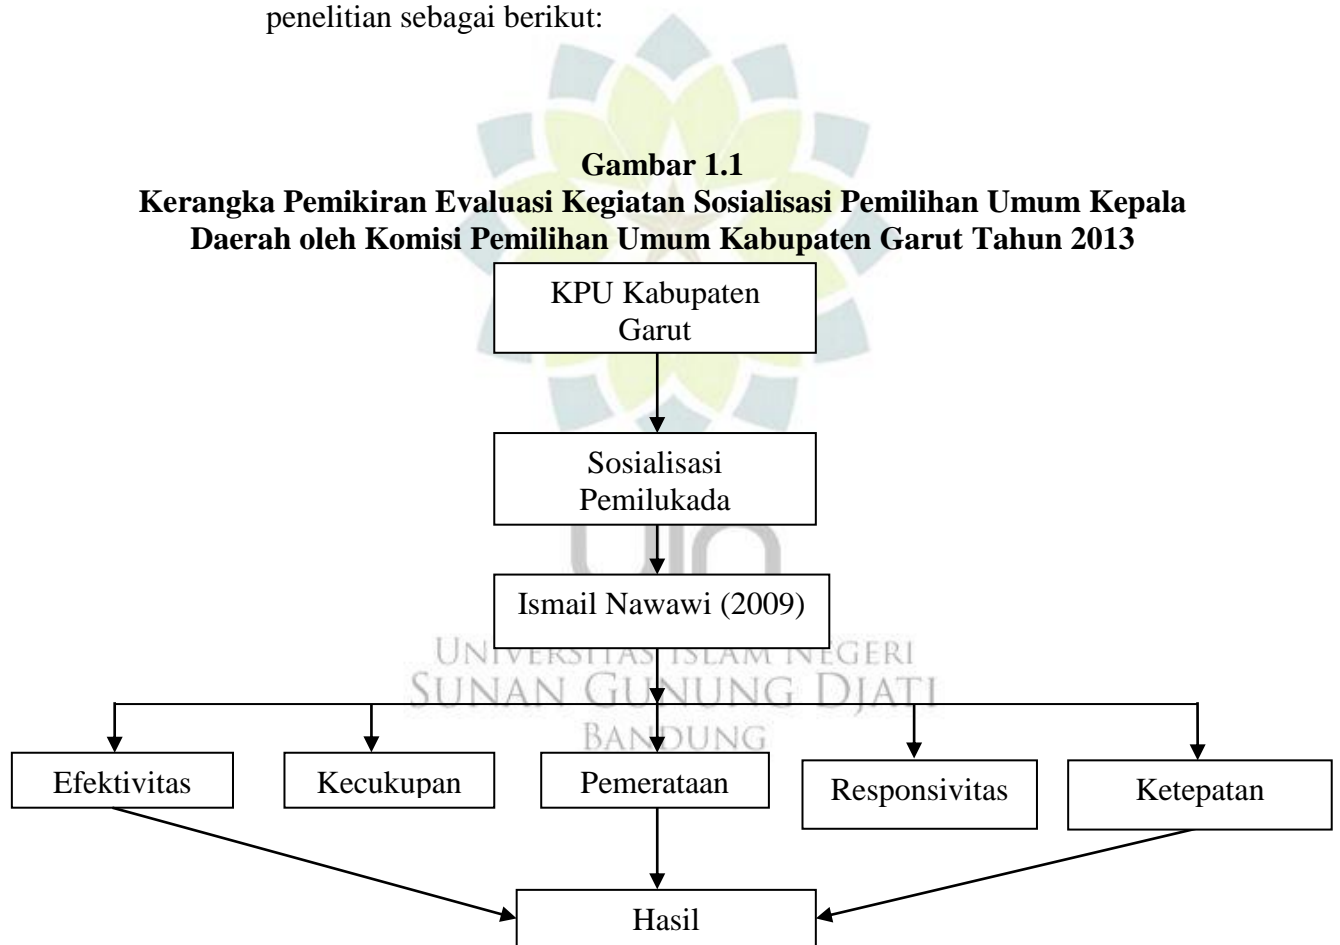 penelitian sebagai berikut:
Gambar 1.1
Kerangka Pemikiran Evaluasi Kegiatan Sosialisasi Pemilihan Umum Kepala
Daerah oleh Komisi Pemilihan Umum Kabupaten Garut Tahun 2013
KPU Kabupaten
Garut
Sosialisasi
Pemilukada
uin
Ismail Nawawi (2009)
UNIVERSITAS ISLAM NEGERI
SUNAN GUNUNG DJATI
BANDUNG
Efektivitas
Kecukupan
Pemerataan
Responsivitas
Ketepatan
Hasil